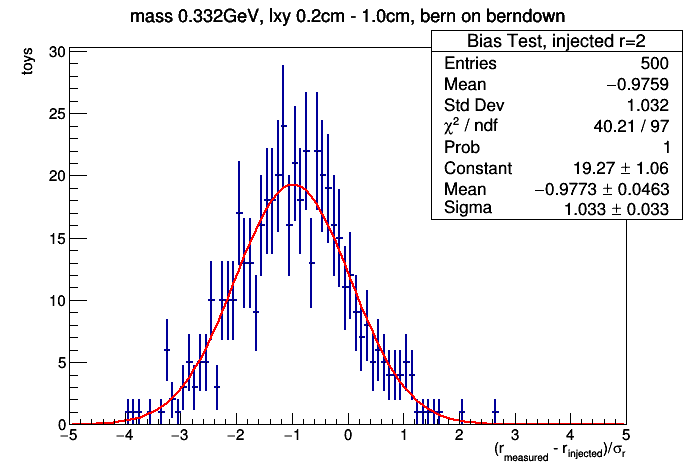 mass 0.332GeV, lxy 0.2cm - 1.0cm, bern on berndown
Bias Test, injected r=2
Entries 500
Mean −0.9759
Std Dev 1.032
χ² / ndf 40.21 / 97
Prob 1
Constant 19.27 ± 1.06
Mean −0.9773 ± 0.0463
Sigma 1.033 ± 0.033
toys
30
25
20
15
10
5
0
−5 −4 −3 −2 −1 0 1 2 3 4 5
(r_measured - r_injected)/σ_r